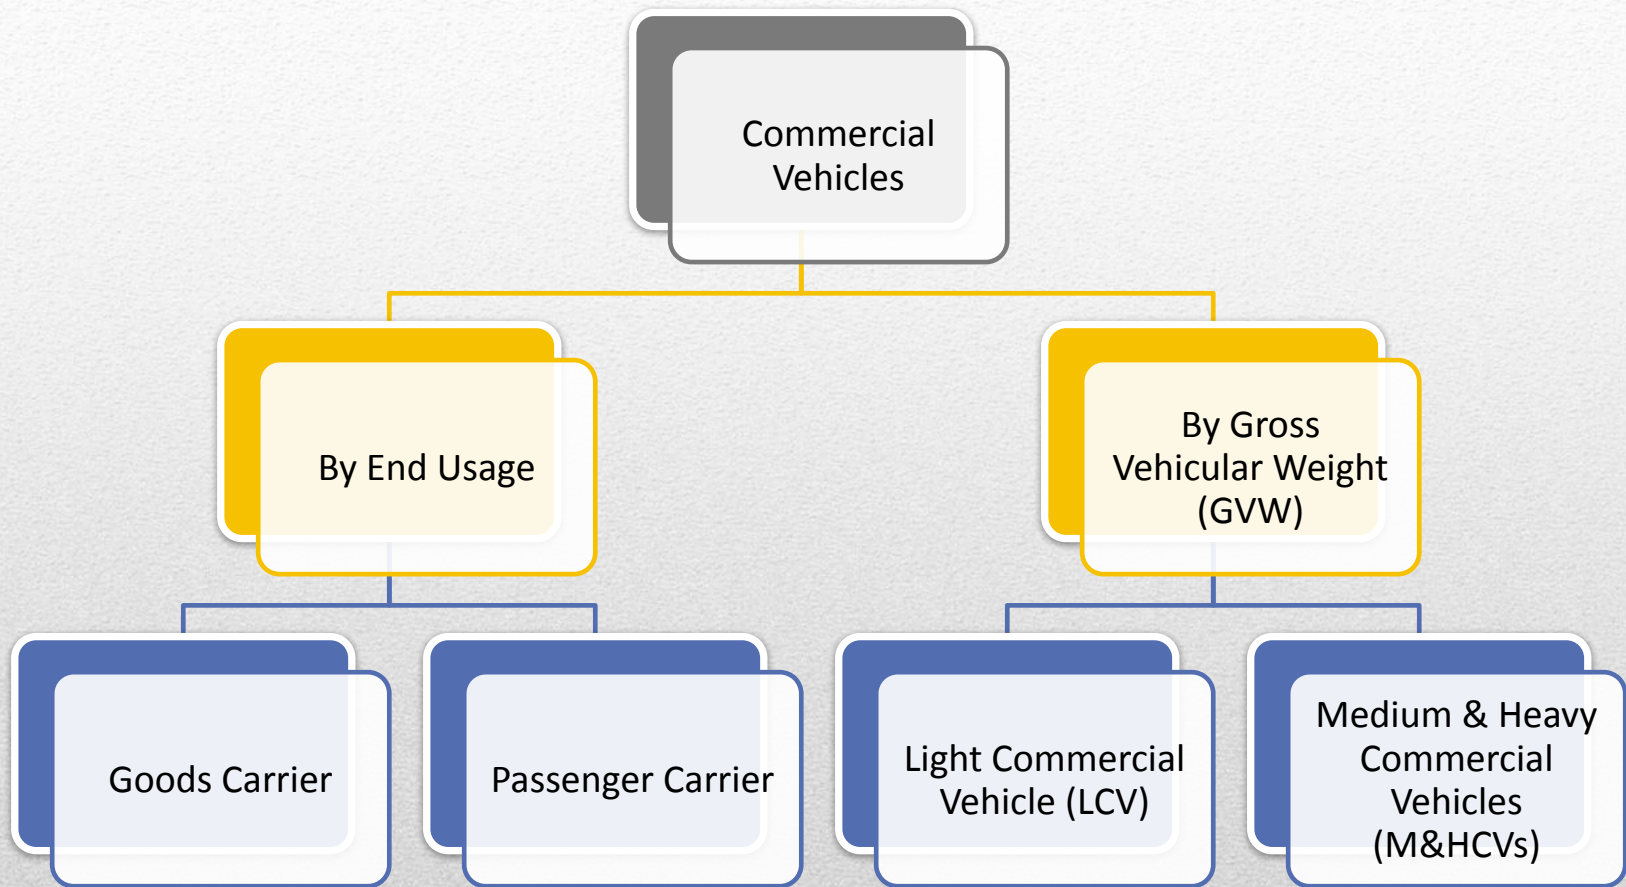 Commercial
Vehicles
By End Usage
By Gross
Vehicular Weight
(GVW)
Goods Carrier
Passenger Carrier
Light Commercial
Vehicle (LCV)
Medium & Heavy
Commercial
Vehicles
(M&HCVs)